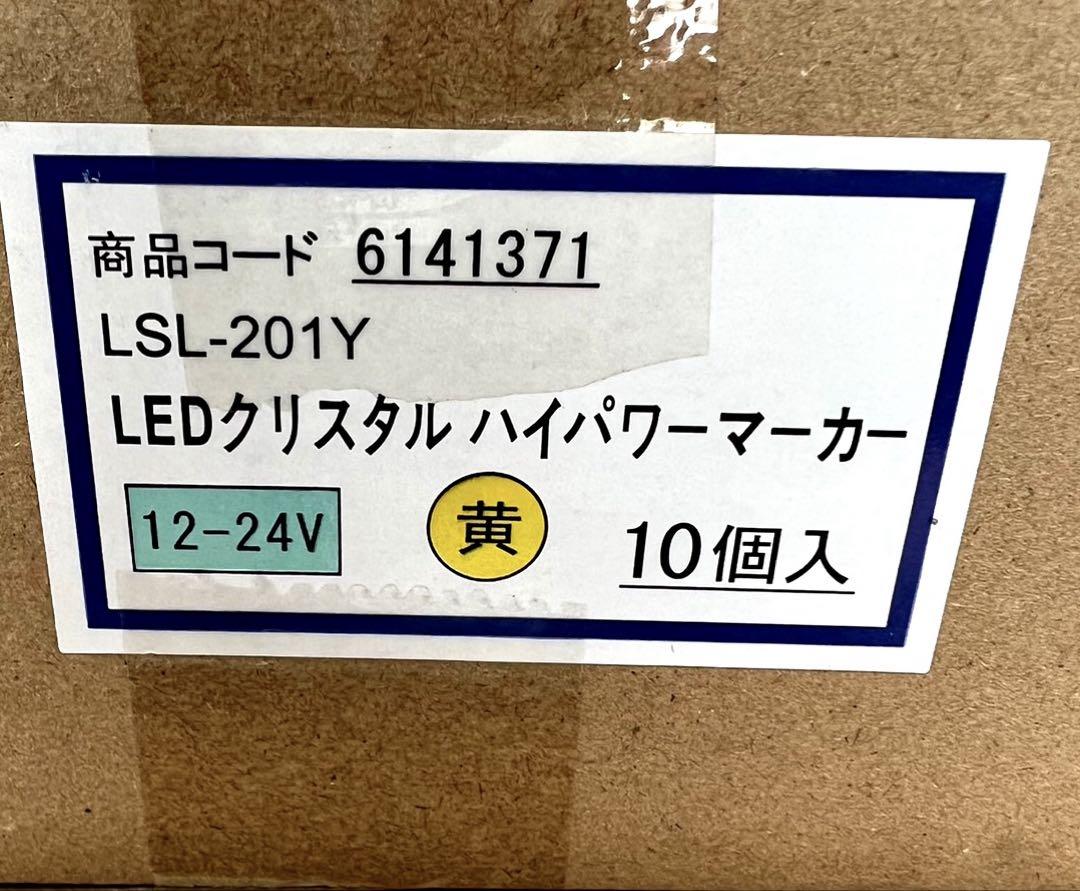 商品コード 6141371
LSL-201Y
LEDクリスタル ハイパワーマーカー
12-24V 黄 10個入